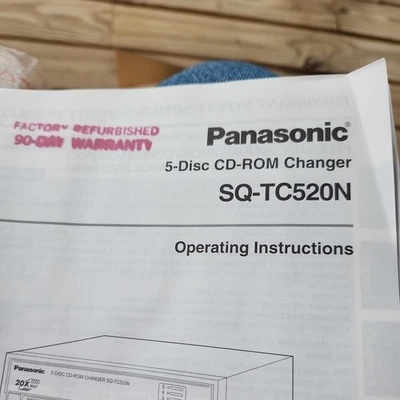 FACTORY REFURBISHED
90-DAY WARRANTY
Panasonic®
5-Disc CD-ROM Changer
SQ-TC520N
Operating Instructions
Panasonic 5-DISC CD-ROM CHANGER SQ-TC520N
20X MAX